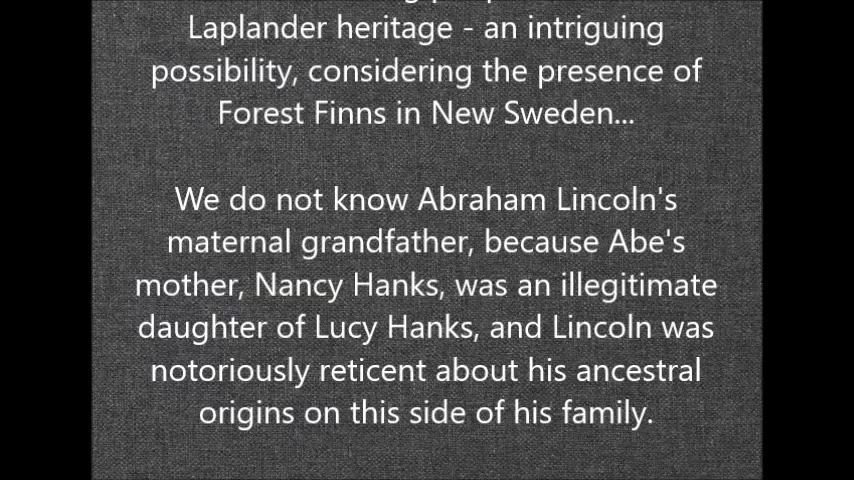 Laplander heritage - an intriguing
possibility, considering the presence of
Forest Finns in New Sweden...
We do not know Abraham Lincoln's
maternal grandfather, because Abe's
mother, Nancy Hanks, was an illegitimate
daughter of Lucy Hanks, and Lincoln was
notoriously reticent about his ancestral
origins on this side of his family.